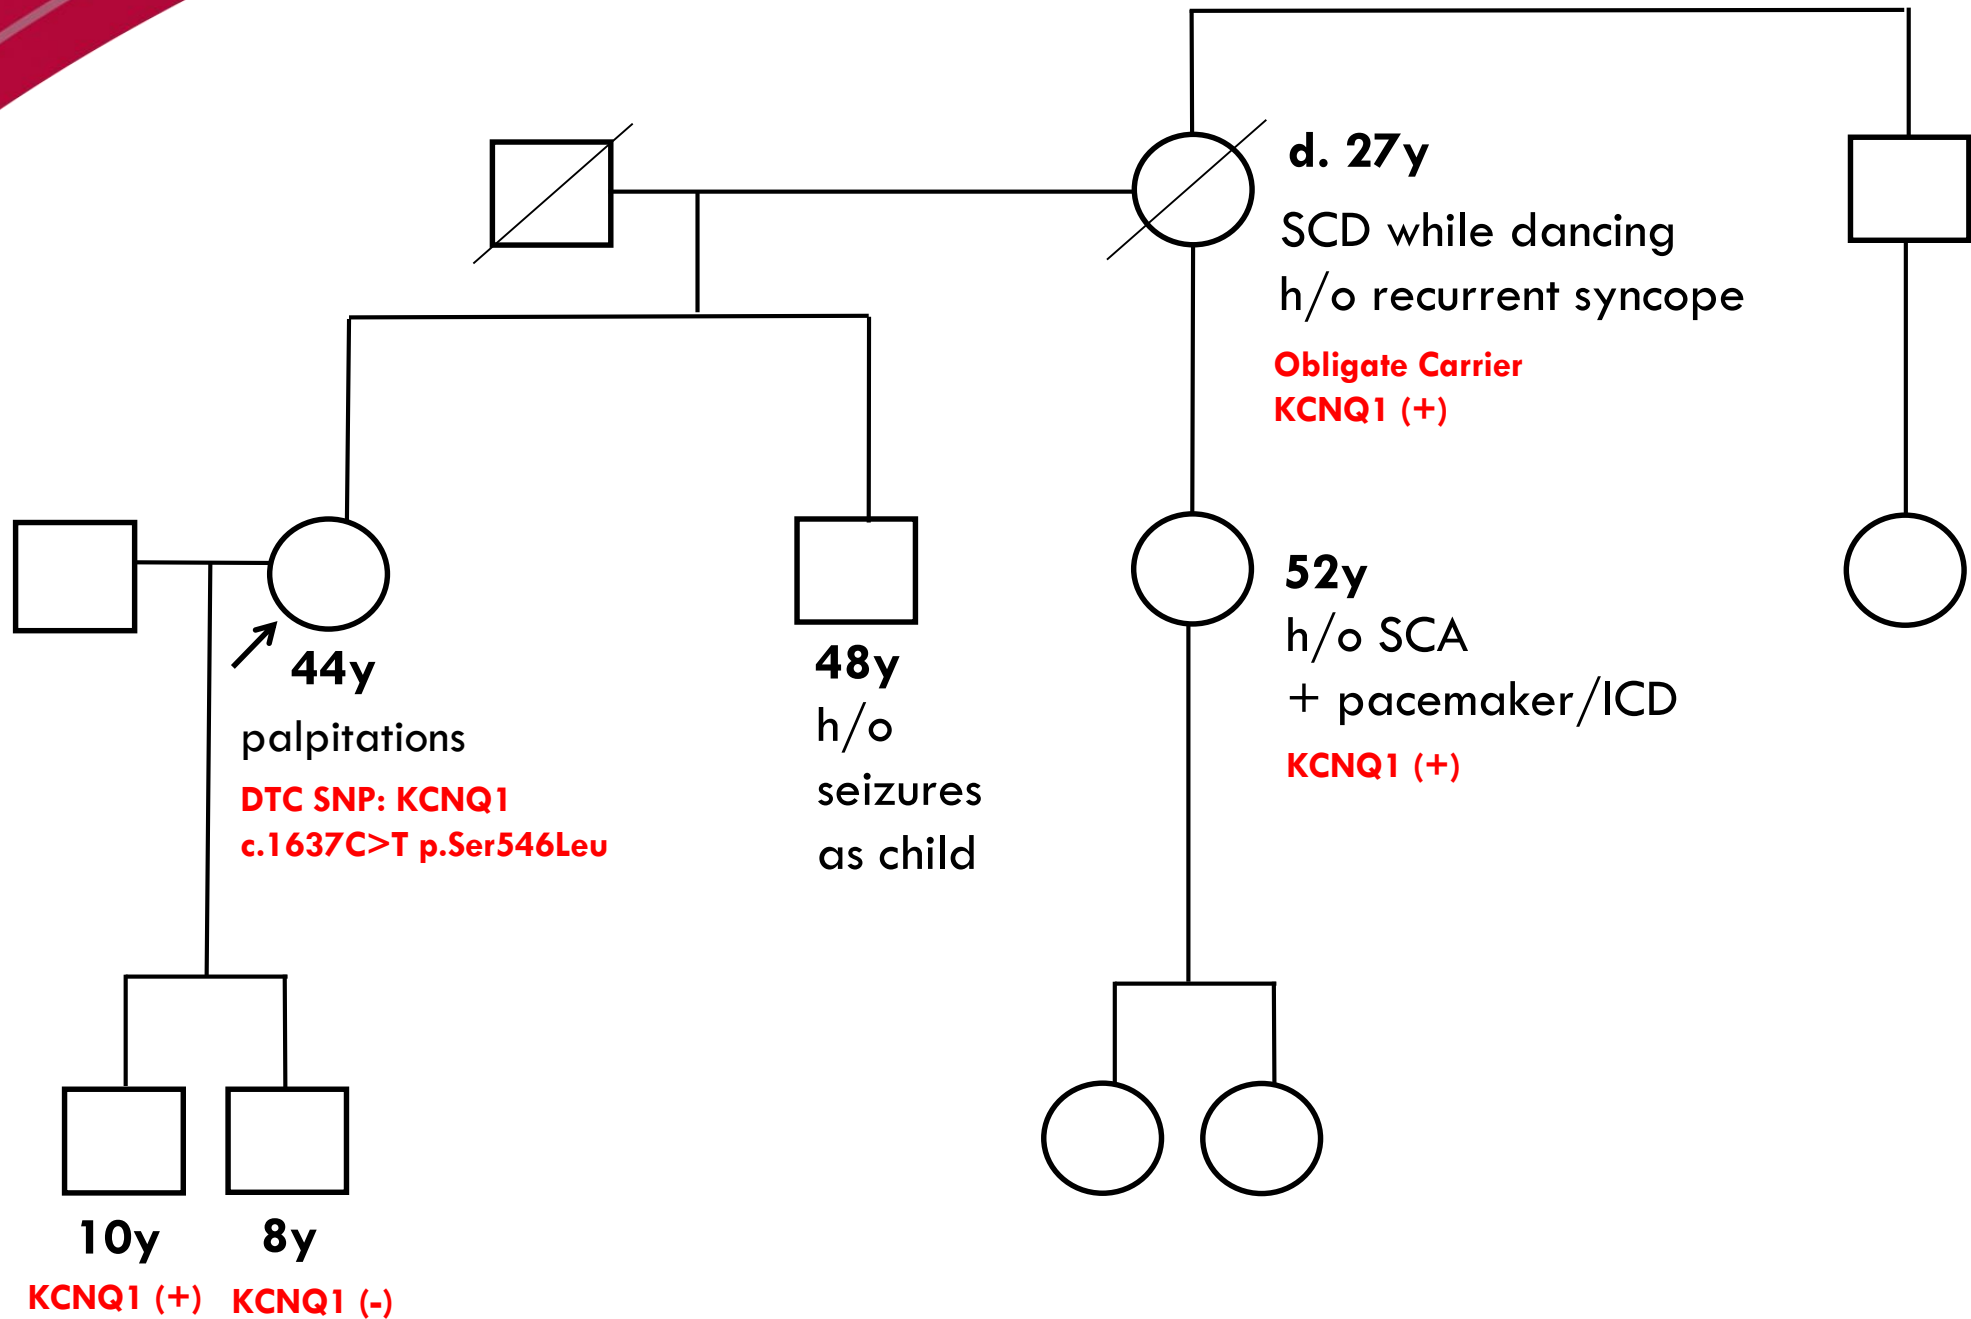 d. 27y
SCD while dancing
h/o recurrent syncope
Obligate Carrier
KCNQ1 (+)
44y
palpitations
DTC SNP: KCNQ1
c.1637C>T p.Ser546Leu
48y
h/o
seizures
as child
52y
h/o SCA
+ pacemaker/ICD
KCNQ1 (+)
10y
KCNQ1 (+)
8y
KCNQ1 (-)